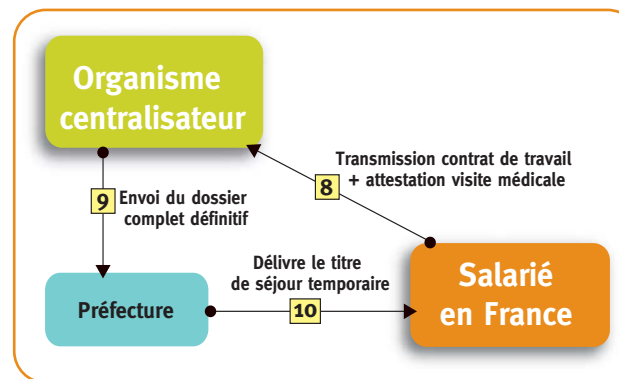 Organisme
centralisateur
Transmission contrat de travail
+ attestation visite médicale
8
9
Envoi du dossier
complet définitif
Délivre le titre
de séjour temporaire
10
Préfecture
Salarié
en France